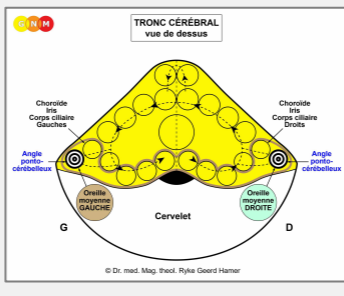 GNM
TRONC CÉRÉBRAL
vue de dessus
Choroïde
Iris
Corps ciliaire
Gauches
Choroïde
Iris
Corps ciliaire
Droits
Angle
ponto-
cérébelleux
Angle
ponto-
cérébelleux
Oreille
moyenne
GAUCHE
Oreille
moyenne
DROITE
G
Cervelet
D
© Dr. med. Mag. theol. Ryke Geerd Hamer